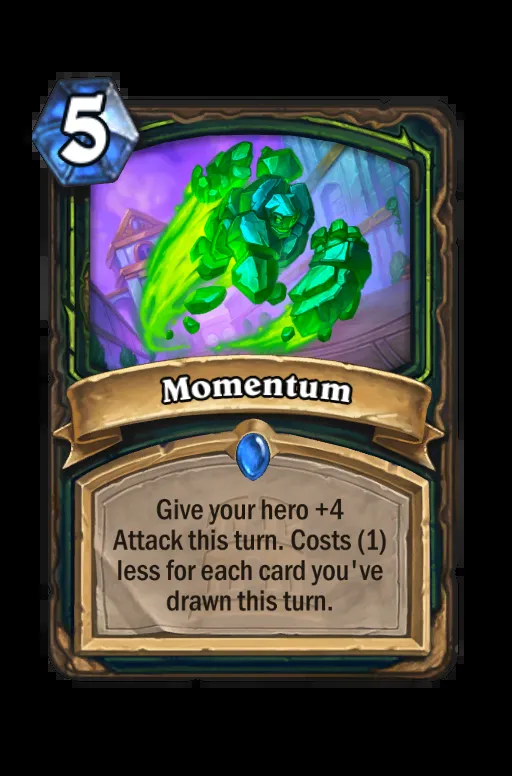 5
Momentum
Give your hero +4
Attack this turn. Costs (1)
less for each card you've
drawn this turn.